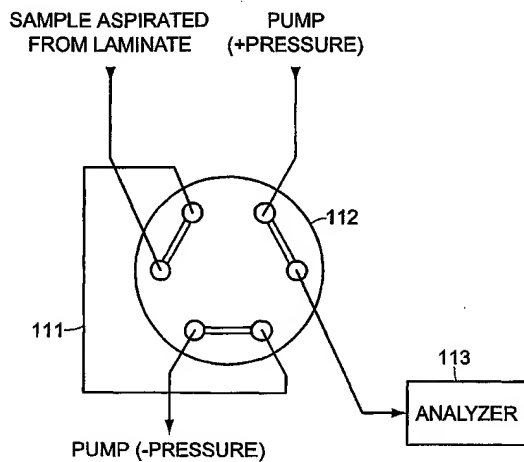 SAMPLE ASPIRATED
FROM LAMINATE
PUMP
(+PRESSURE)
112
111
113
ANALYZER
PUMP (-PRESSURE)